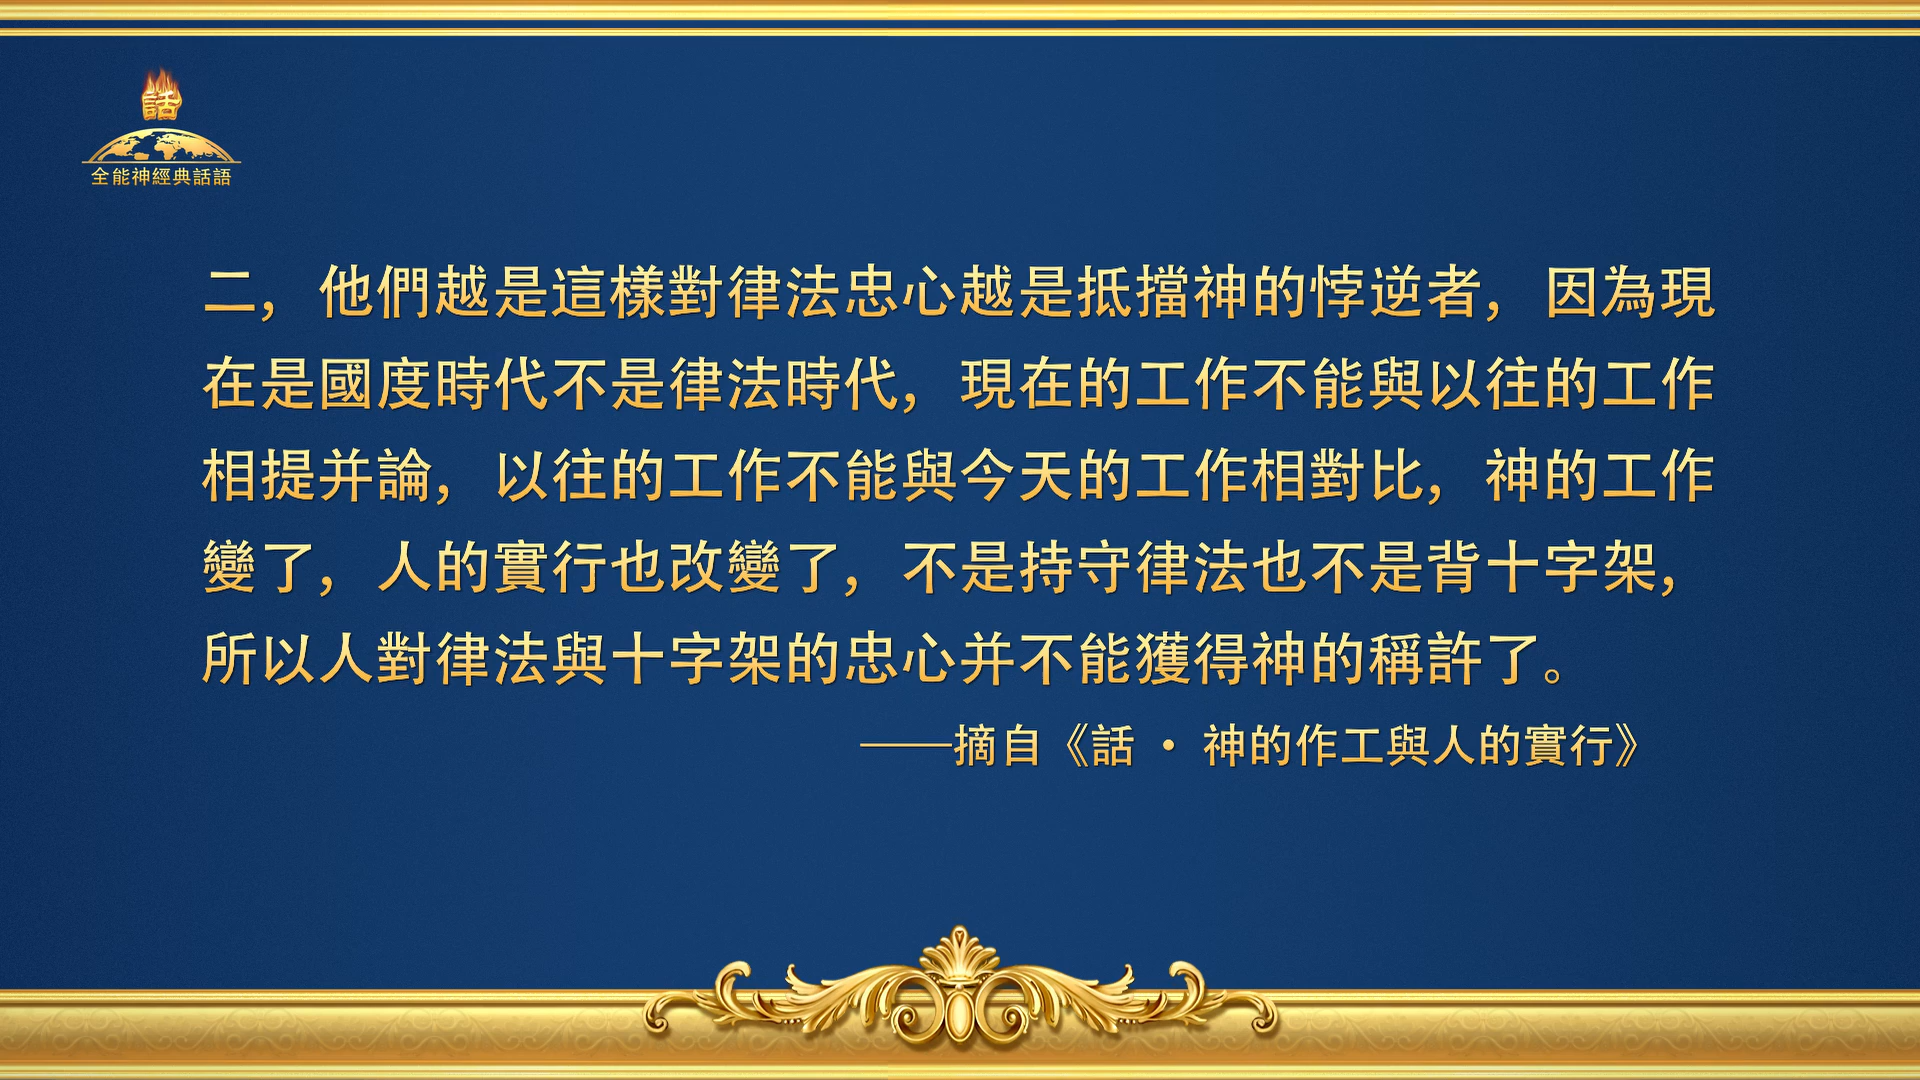 話
全能神經典話語
二，他們越是這樣對律法忠心越是抵擋神的悖逆者，因為現
在是國度時代不是律法時代，現在的工作不能與以往的工作
相提并論，以往的工作不能與今天的工作相對比，神的工作
變了，人的實行也改變了，不是持守律法也不是背十字架，
所以人對律法與十字架的忠心并不能獲得神的稱許了。
——摘自《話·神的作工與人的實行》